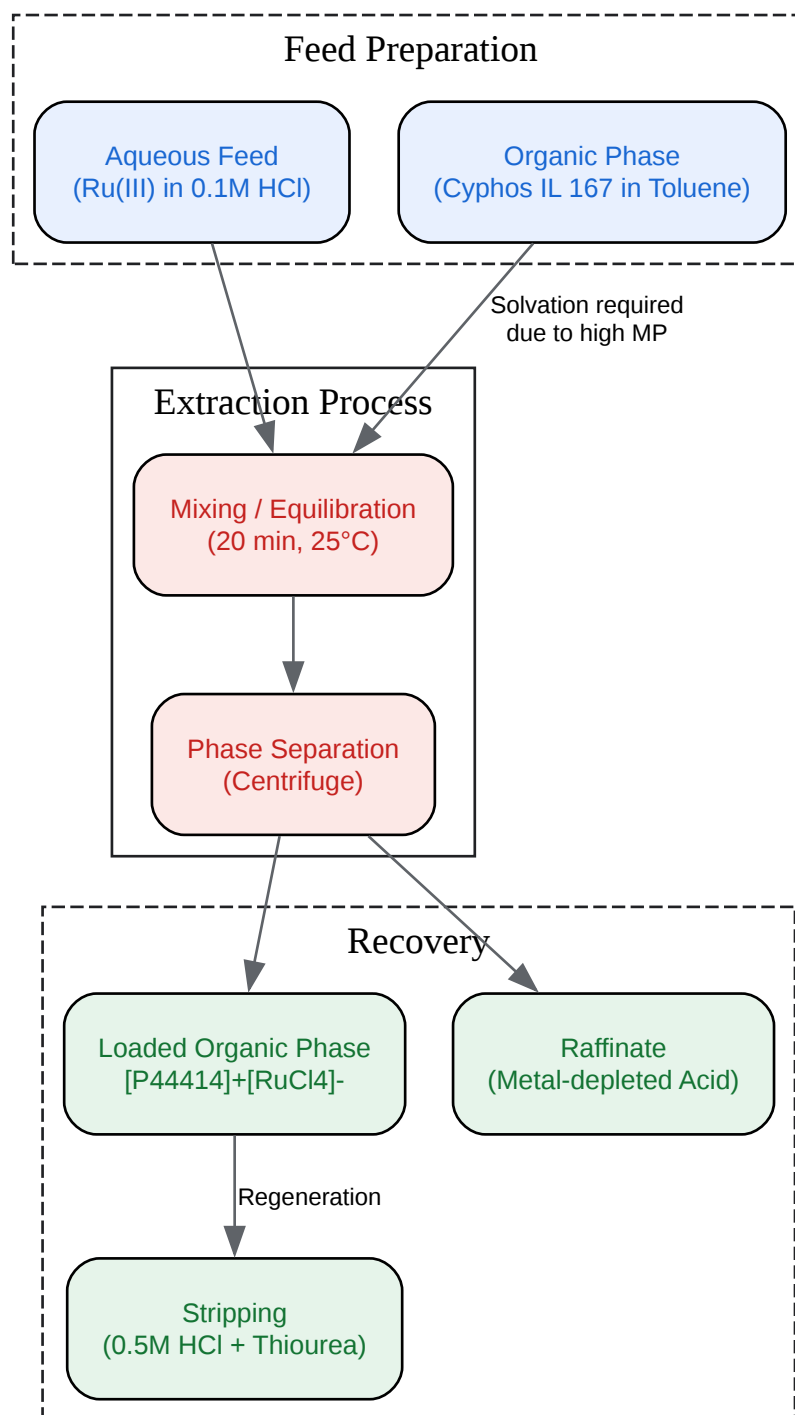 Feed Preparation
Aqueous Feed
(Ru(III) in 0.1M HCl)
Organic Phase
(Cyphos IL 167 in Toluene)
Solvation required
due to high MP
Extraction Process
Mixing / Equilibration
(20 min, 25°C)
Phase Separation
(Centrifuge)
Recovery
Loaded Organic Phase
[P44414]+[RuCl4]-
Raffinate
(Metal-depleted Acid)
Regeneration
Stripping
(0.5M HCl + Thiourea)